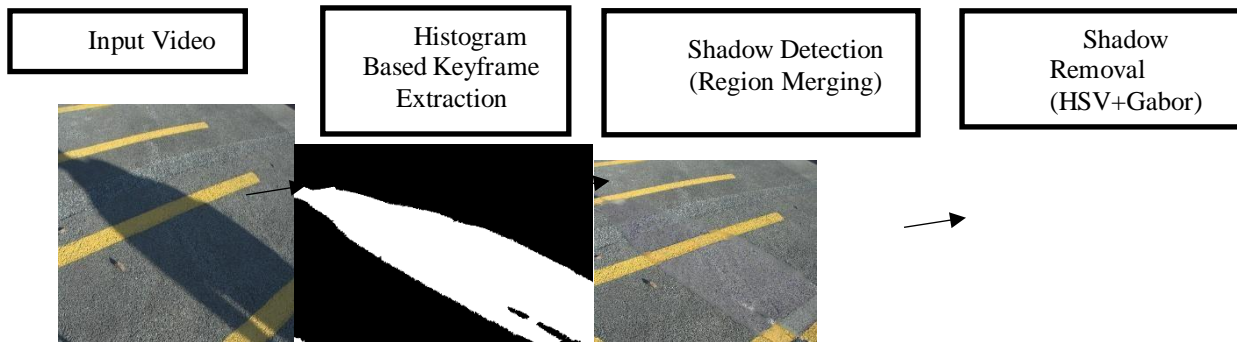 Input Video
Histogram
Based Keyframe
Extraction
Shadow Detection
(Region Merging)
Shadow
Removal
(HSV+Gabor)